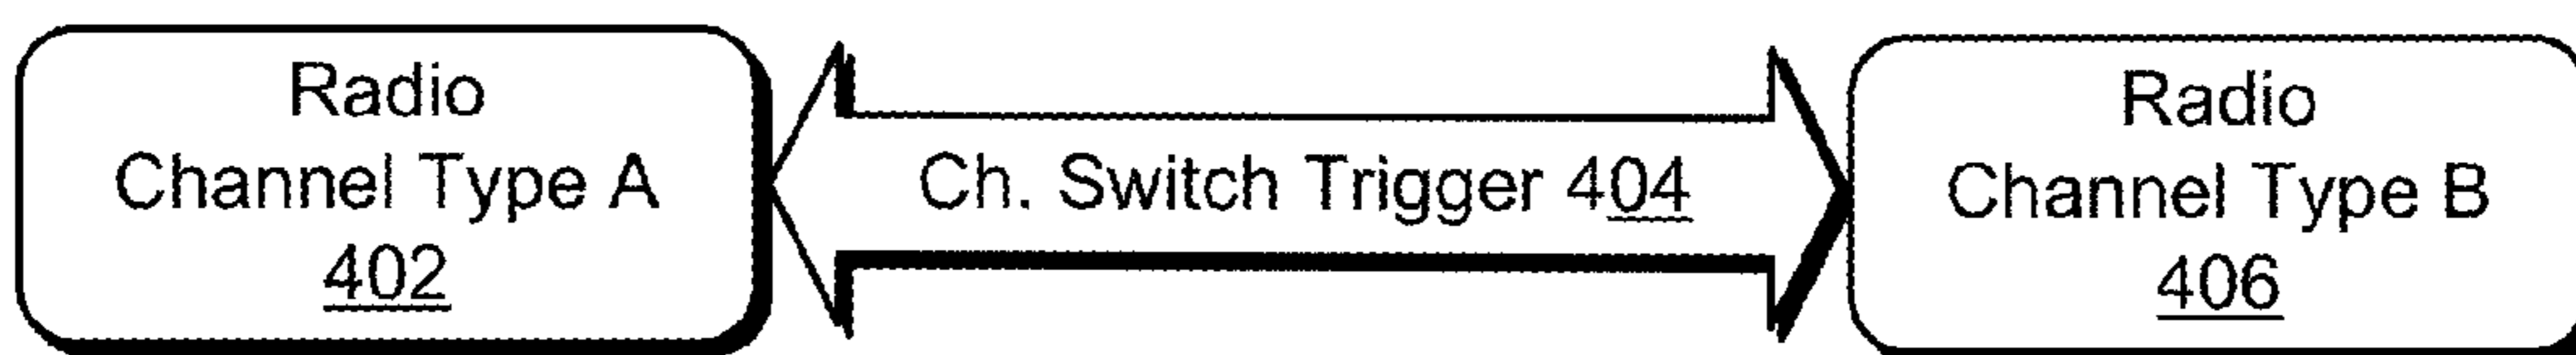 Radio
Channel Type A
402
Ch. Switch Trigger 404
Radio
Channel Type B
406